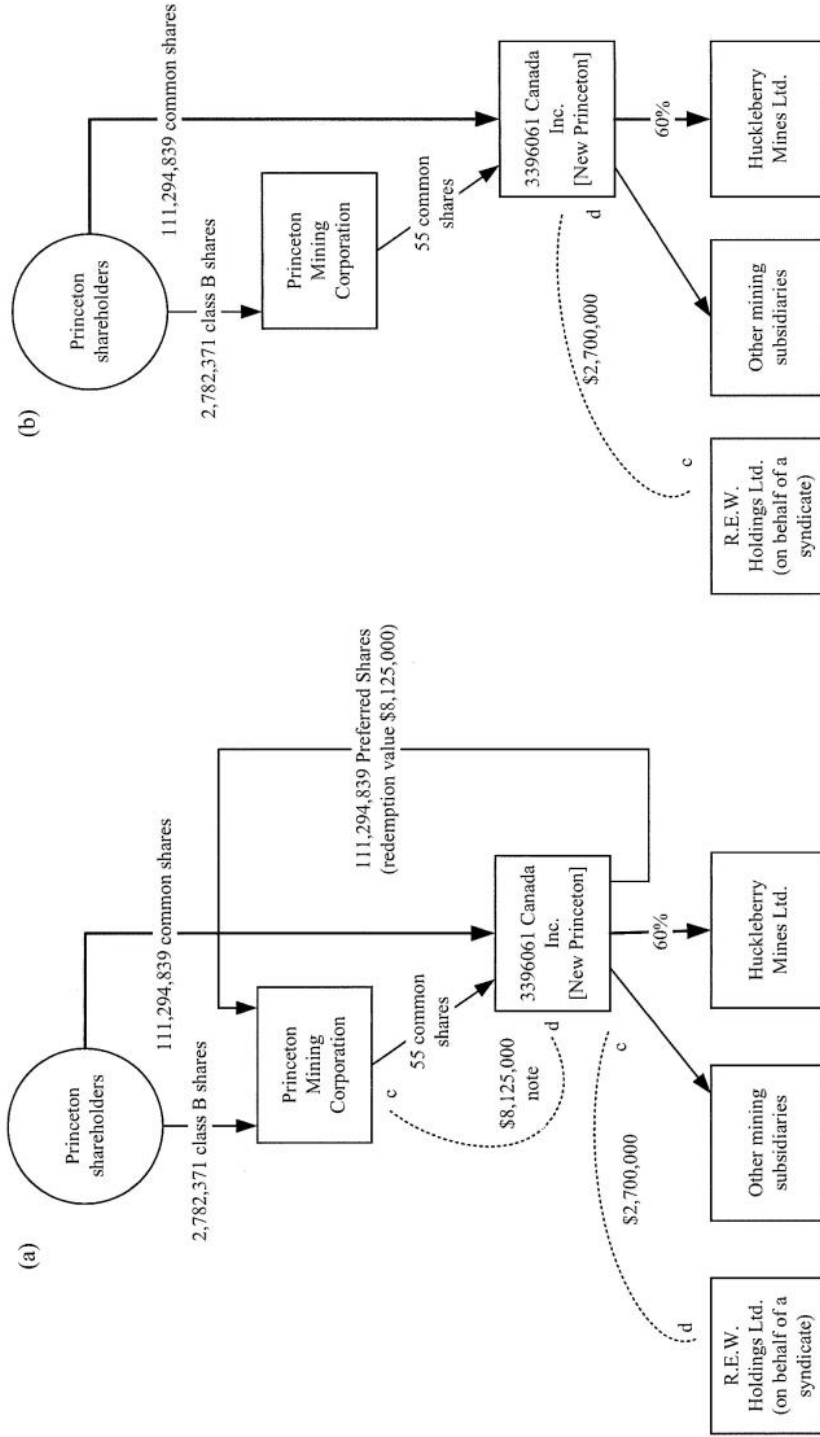 (a)
Princeton
shareholders
2,782,371 class B shares
111,294,839 common shares
Princeton
Mining
Corporation
c
55 common
shares
111,294,839 Preferred Shares
(redemption value $8,125,000)
$8,125,000
note
d
3396061 Canada
Inc.
[New Princeton]
c
$2,700,000
60%
d
R.E.W.
Holdings Ltd.
(on behalf of a
syndicate)
Other mining
subsidiaries
Huckleberry
Mines Ltd.
(b)
Princeton
shareholders
2,782,371 class B shares
111,294,839 common shares
Princeton
Mining
Corporation
55 common
shares
3396061 Canada
Inc.
[New Princeton]
d
$2,700,000
60%
c
R.E.W.
Holdings Ltd.
(on behalf of a
syndicate)
Other mining
subsidiaries
Huckleberry
Mines Ltd.